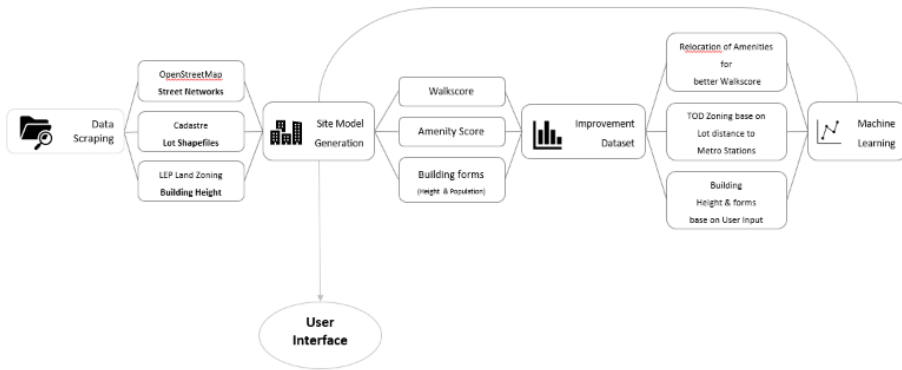 Data
Scraping
OpenStreetMap
Street Networks
Cadastre
Lot Shapefiles
LEP Land Zoning
Building Height
Site Model
Generation
Walkscore
Amenity Score
Building forms
(Height & Population)
Improvement
Dataset
Relocation of Amenities
for
better Walkscore
TOD Zoning base on
Lot distance to
Metro Stations
Building
Height & forms
base on User Input
Machine
Learning
User
Interface